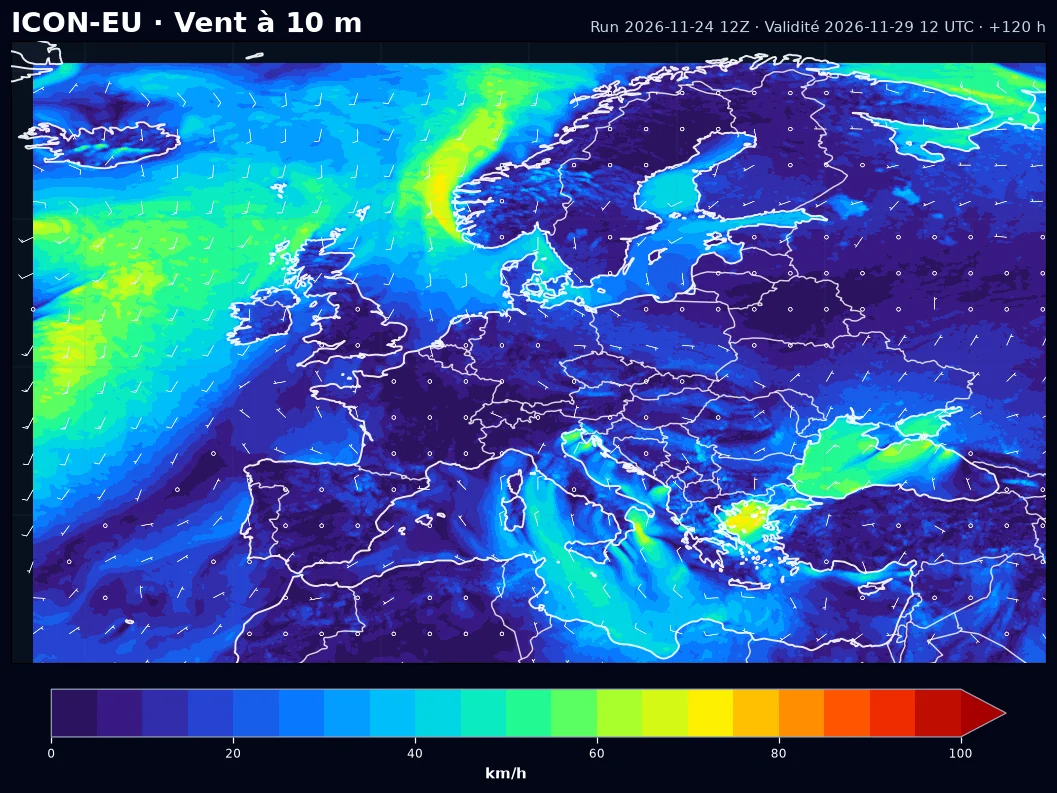 ICON-EU · Vent à 10 m
Run 2026-11-24 12Z · Validité 2026-11-29 12 UTC · +120 h
0 20 40 60 80 100
km/h